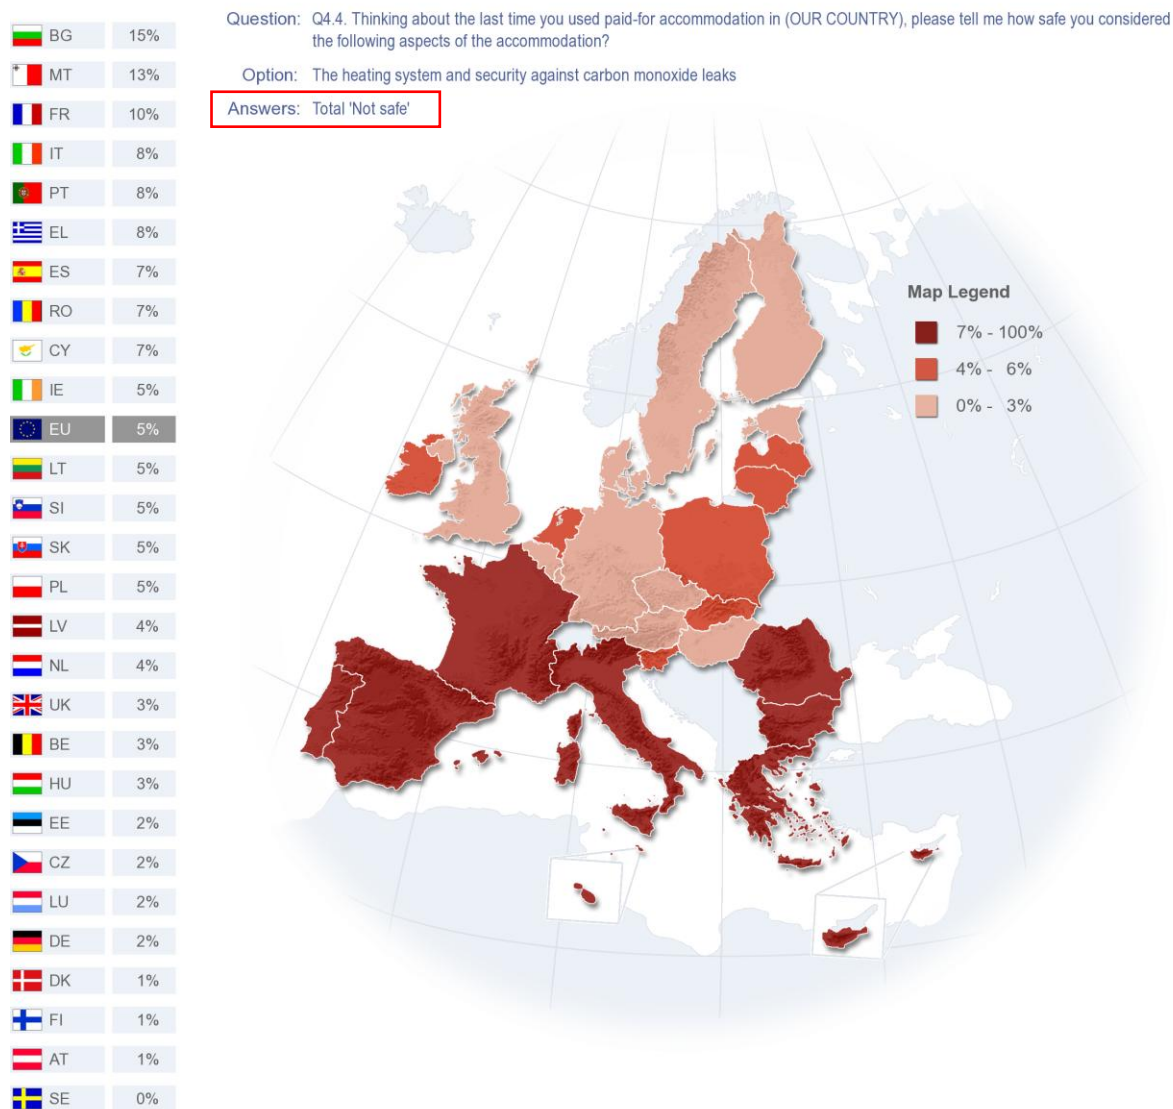 Question: Q4.4. Thinking about the last time you used paid-for accommodation in (OUR COUNTRY), please tell me how safe you considered
the following aspects of the accommodation?
Option: The heating system and security against carbon monoxide leaks
Answers: Total 'Not safe'
BG 15%
MT 13%
FR 10%
IT 8%
PT 8%
EL 8%
ES 7%
RO 7%
CY 7%
IE 5%
EU 5%
LT 5%
SI 5%
SK 5%
PL 5%
LV 4%
NL 4%
UK 3%
BE 3%
HU 3%
EE 2%
CZ 2%
LU 2%
DE 2%
DK 1%
FI 1%
AT 1%
SE 0%
Map Legend
7% - 100%
4% - 6%
0% - 3%